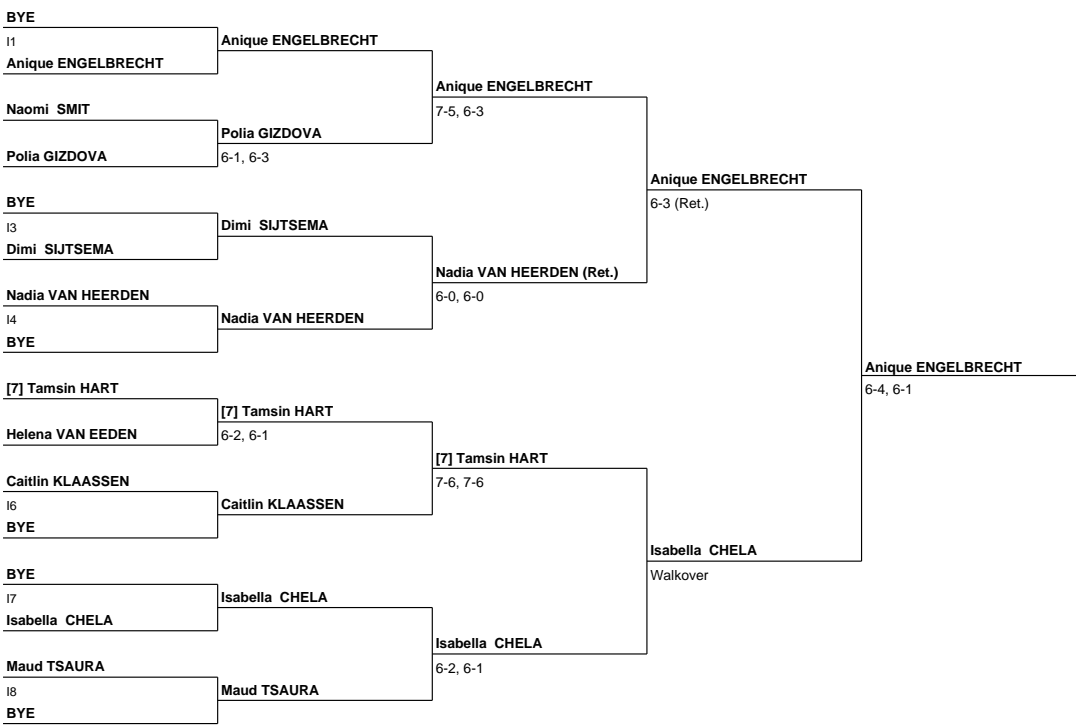 BYE
I1
Anique ENGELBRECHT
Naomi SMIT
Polia GIZDOVA
BYE
I3
Dimi SIJTSEMA
Nadia VAN HEERDEN
I4
BYE
[7] Tamsin HART
Helena VAN EEDEN
Caitlin KLAASSEN
I6
BYE
BYE
I7
Isabella CHELA
Maud TSAURA
I8
BYE
Anique ENGELBRECHT
Polia GIZDOVA
6-1, 6-3
Dimi SIJTSEMA
Nadia VAN HEERDEN
[7] Tamsin HART
6-2, 6-1
Caitlin KLAASSEN
Isabella CHELA
Maud TSAURA
Anique ENGELBRECHT
7-5, 6-3
Nadia VAN HEERDEN (Ret.)
6-0, 6-0
[7] Tamsin HART
7-6, 7-6
Isabella CHELA
6-2, 6-1
Anique ENGELBRECHT
6-3 (Ret.)
Isabella CHELA
Walkover
Anique ENGELBRECHT
6-4, 6-1